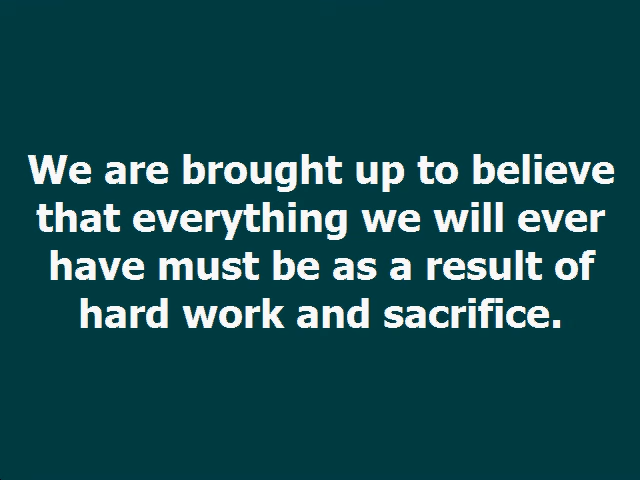 We are brought up to believe
that everything we will ever
have must be as a result of
hard work and sacrifice.